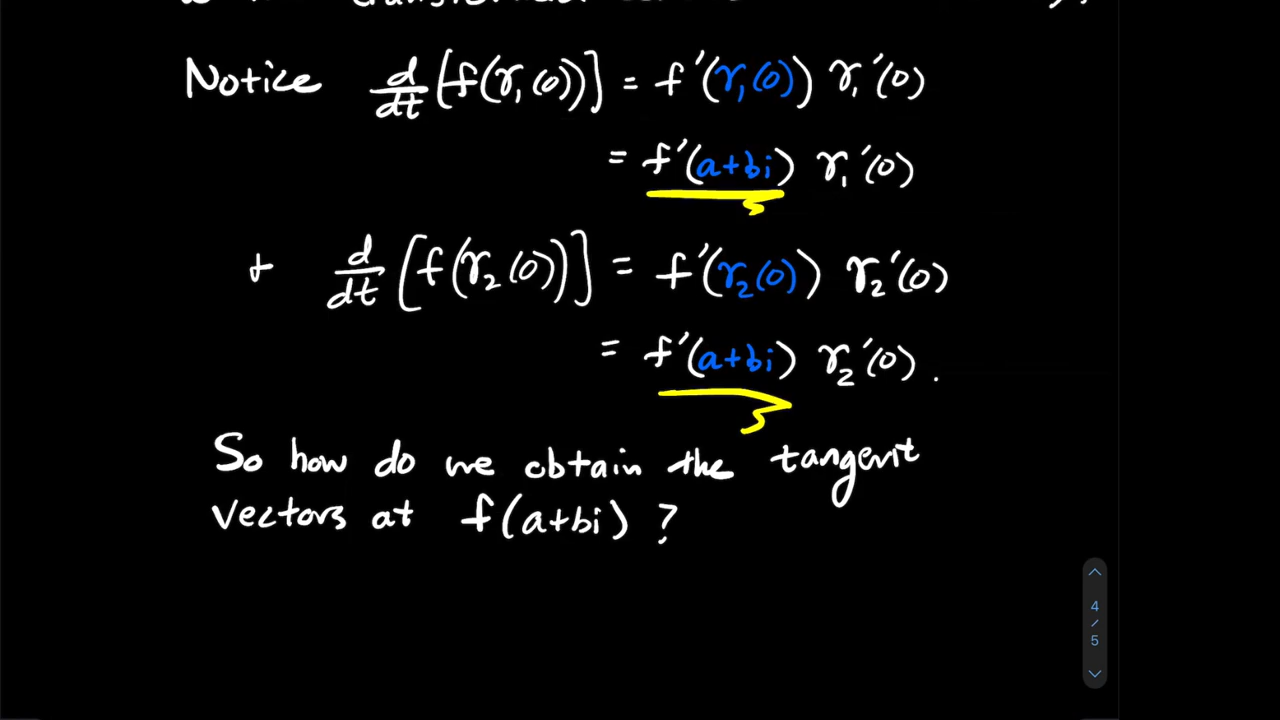 Notice d/dt [f(γ₁(0))] = f'(γ₁(0)) γ₁'(0)
= f'(a+bi) γ₁'(0)
+ d/dt [f(γ₂(0))] = f'(γ₂(0)) γ₂'(0)
= f'(a+bi) γ₂'(0).
So how do we obtain the tangent
vectors at f(a+bi) ?
4
/
5